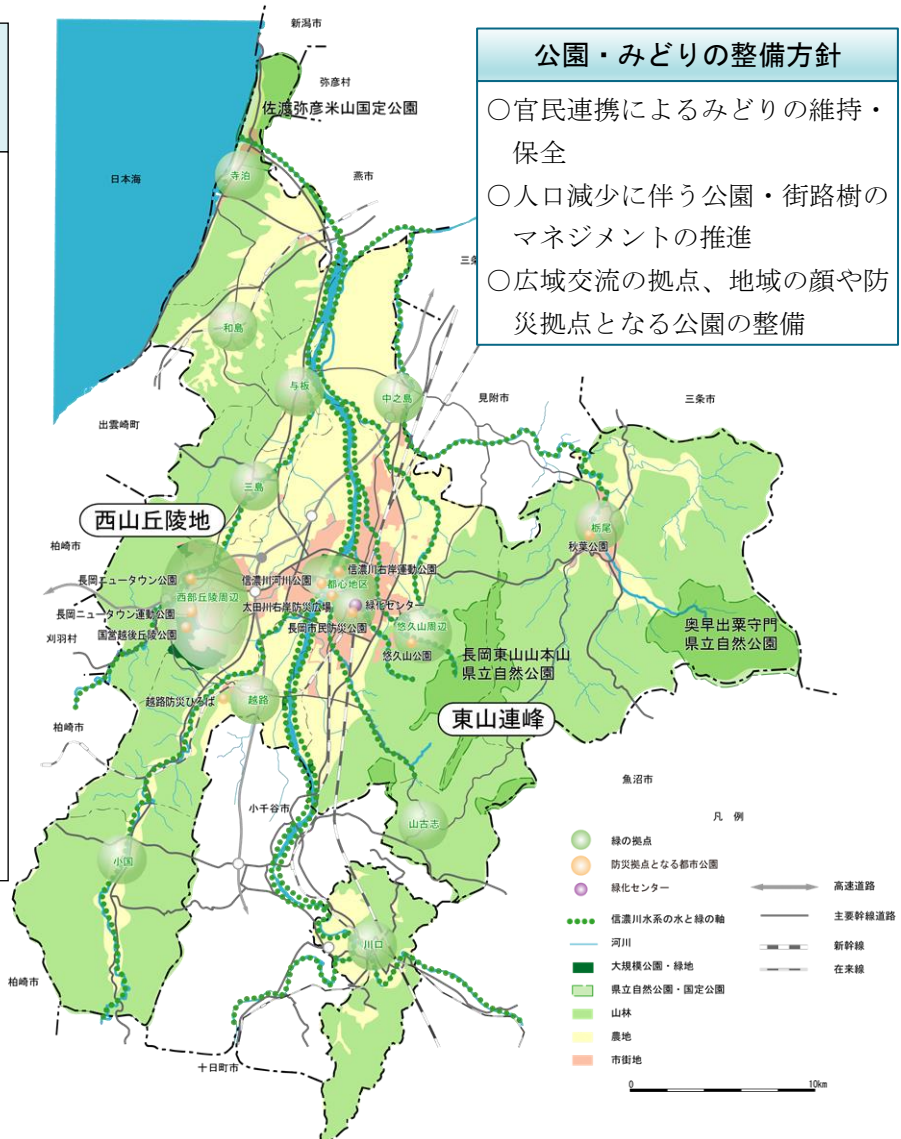 新潟市
弥彦村
佐渡弥彦米山国定公園
日本海
寺泊
燕市
公園・みどりの整備方針
○官民連携によるみどりの維持・
保全
○人口減少に伴う公園・街路樹の
マネジメントの推進
○広域交流の拠点、地域の顔や防
災拠点となる公園の整備
和島
与板
中之島
見附市
三条市
出雲崎町
三島
西山丘陵地
栃尾
秋葉公園
柏崎市
長岡ニュータウン公園
西部丘陵周辺
信濃川河川公園
信濃川右岸運動公園
都心地区
長岡ニュータウン運動公園
太田川右岸防災広場
緑化センター
国営越後丘陵公園
長岡市民防災公園
悠久山周辺
悠久山公園
刈羽村
長岡東山山本山
県立自然公園
奥早出粟守門
県立自然公園
越路防災ひろば
越路
東山連峰
柏崎市
魚沼市
小千谷市
山古志
小国
川口
柏崎市
十日町市
凡 例
緑の拠点
防災拠点となる都市公園
緑化センター
信濃川水系の水と緑の軸
河川
大規模公園・緑地
県立自然公園・国定公園
山林
農地
市街地
高速道路
主要幹線道路
新幹線
在来線
0 10km